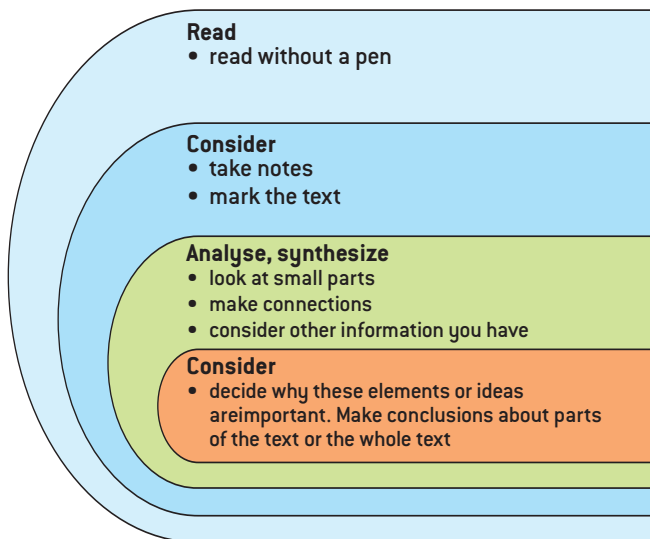 Read
• read without a pen
Consider
• take notes
• mark the text
Analyse, synthesize
• look at small parts
• make connections
• consider other information you have
Consider
• decide why these elements or ideas
areimportant. Make conclusions about parts
of the text or the whole text